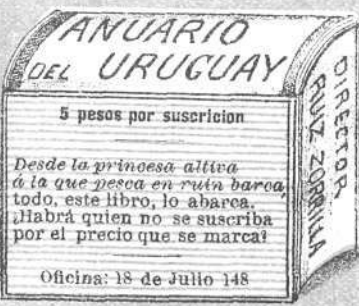 ANUARIO
DEL URUGUAY
DIRECTOR
RUIZ ZORRILLA
5 pesos por suscricion
Desde la princesa altiva
á la que pesca en ruin barca,
todo, este libro, lo abarca.
¿Habrá quien no se suscriba
por el precio que se marca?
Oficina: 18 de Julio 148